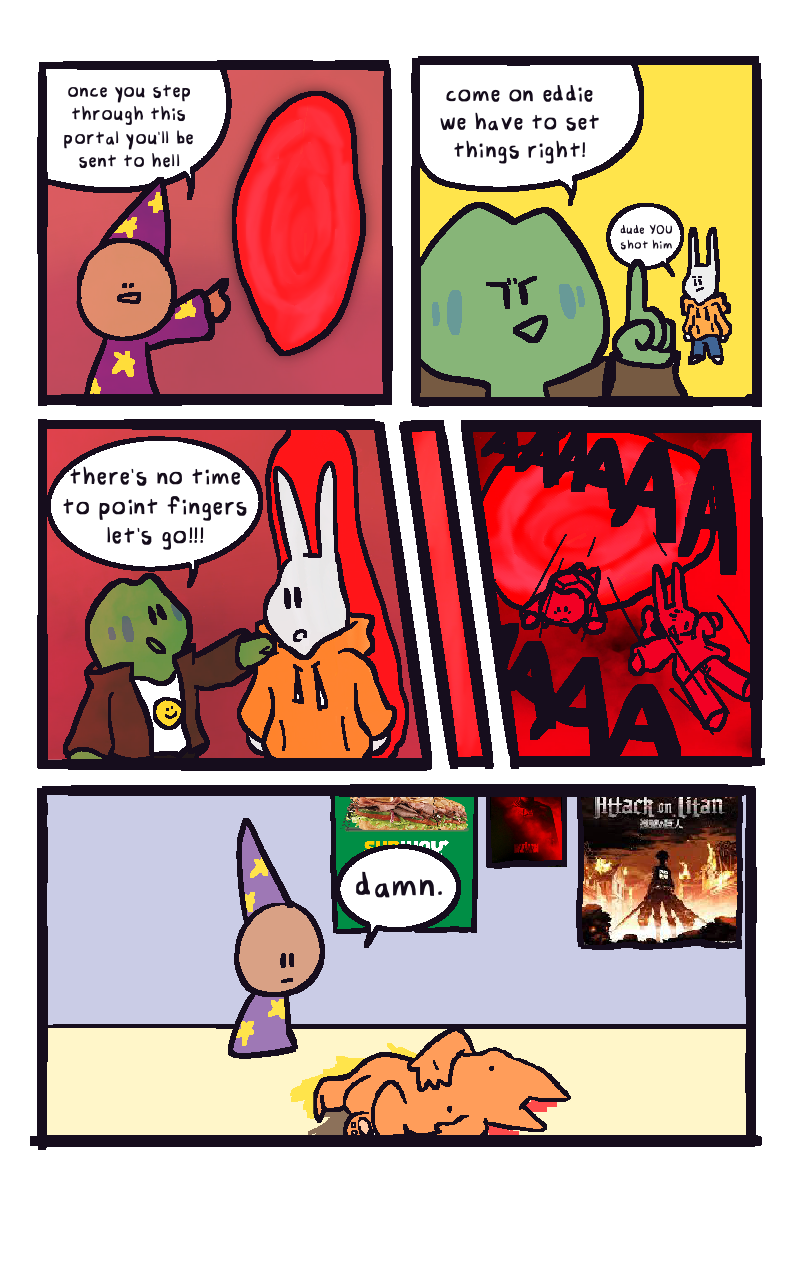 once you step
through this
portal you'll be
sent to hell
come on eddie
we have to set
things right!
dude YOU
shot him
there's no time
to point fingers
let's go!!!
AAAAAAA
AAAA
SUBWAY
damn.
Attack on Titan
進撃の巨人